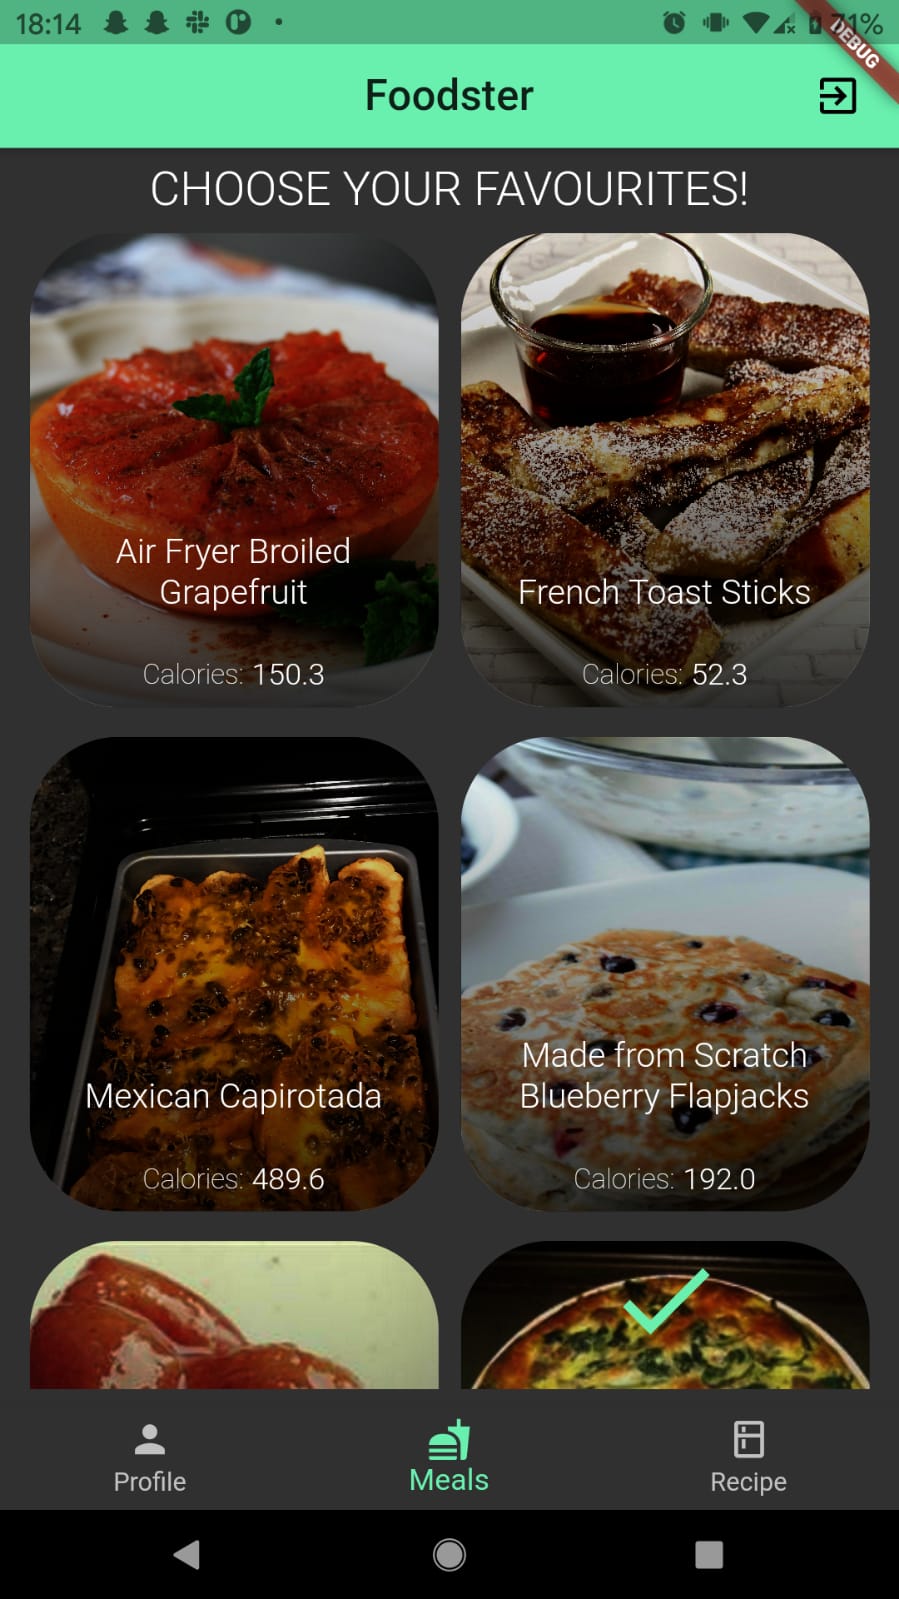 18:14 71%
DEBUG
Foodster
CHOOSE YOUR FAVOURITES!
Air Fryer Broiled
Grapefruit
Calories: 150.3
French Toast Sticks
Calories: 52.3
Mexican Capirotada
Calories: 489.6
Made from Scratch
Blueberry Flapjacks
Calories: 192.0
Profile Meals Recipe